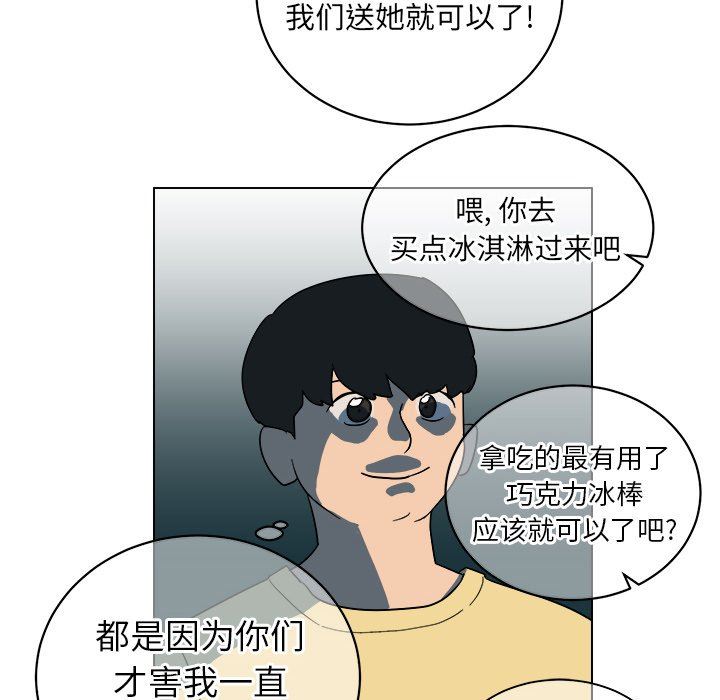 我们送她就可以了!
喂, 你去
买点冰淇淋过来吧
拿吃的最有用了
巧克力冰棒
应该就可以了吧?
都是因为你们
才害我一直